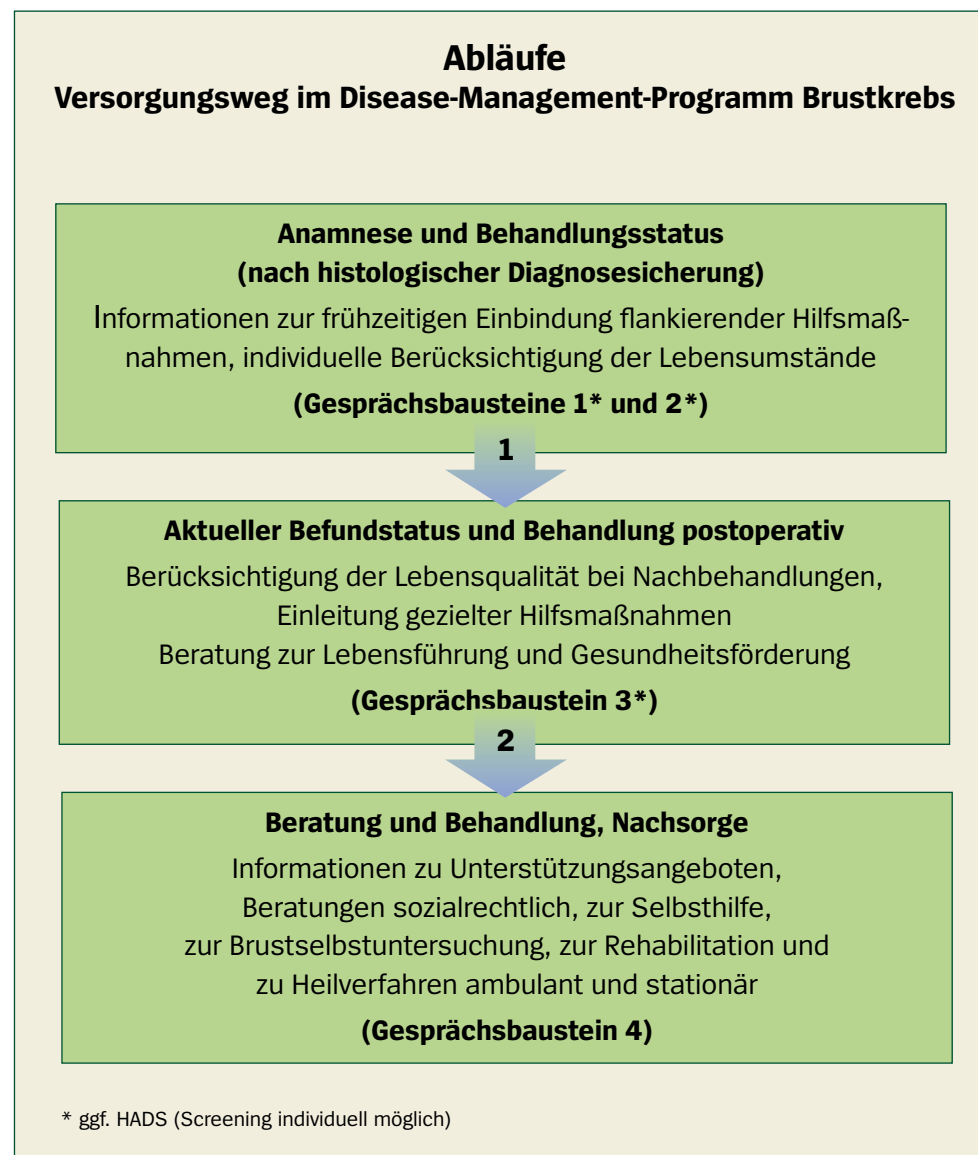 Abläufe
Versorgungsweg im Disease-Management-Programm Brustkrebs
Anamnese und Behandlungsstatus
(nach histologischer Diagnosesicherung)
Informationen zur frühzeitigen Einbindung flankierender Hilfsmaß-
nahmen, individuelle Berücksichtigung der Lebensumstände
(Gesprächsbausteine 1* und 2*)
1
Aktueller Befundstatus und Behandlung postoperativ
Berücksichtigung der Lebensqualität bei Nachbehandlungen,
Einleitung gezielter Hilfsmaßnahmen
Beratung zur Lebensführung und Gesundheitsförderung
(Gesprächsbaustein 3*)
2
Beratung und Behandlung, Nachsorge
Informationen zu Unterstützungsangeboten,
Beratungen sozialrechtlich, zur Selbsthilfe,
zur Brustselbstuntersuchung, zur Rehabilitation und
zu Heilverfahren ambulant und stationär
(Gesprächsbaustein 4)
* ggf. HADS (Screening individuell möglich)